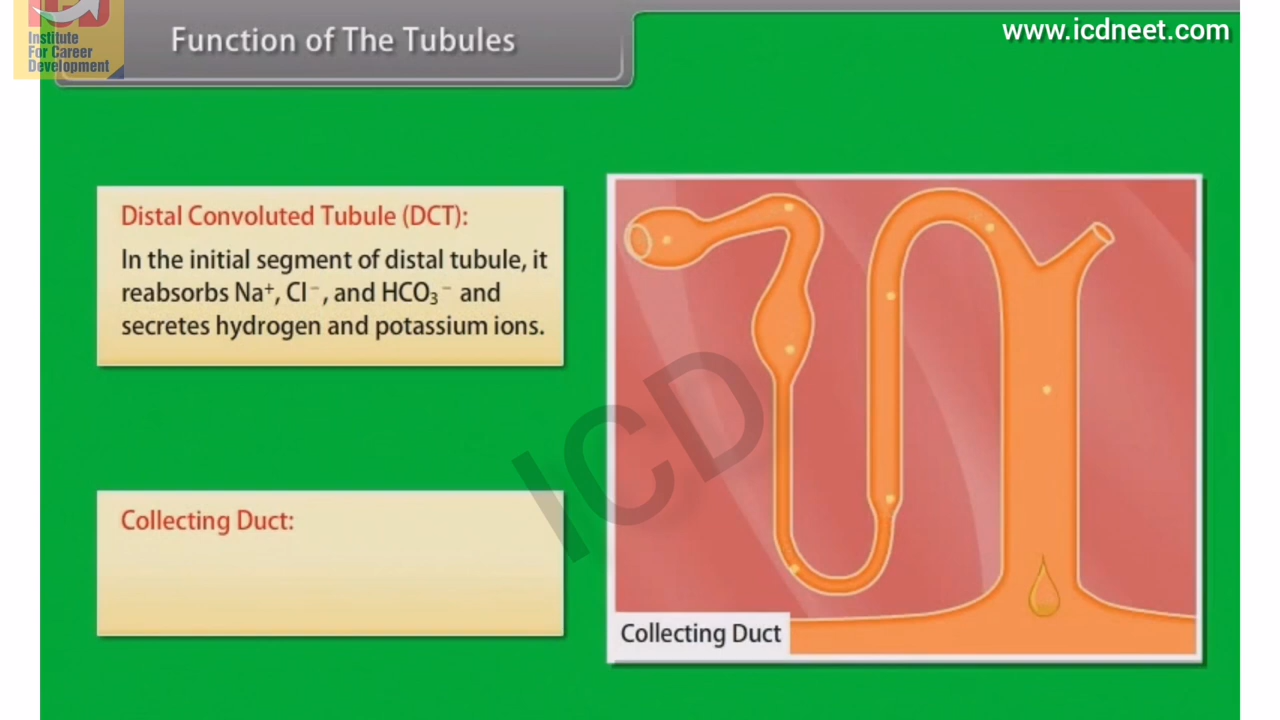 ICD
Institute
For Career
Development
Function of The Tubules
www.icdneet.com
Distal Convoluted Tubule (DCT):
In the initial segment of distal tubule, it
reabsorbs Na⁺, Cl⁻, and HCO₃⁻ and
secretes hydrogen and potassium ions.
Collecting Duct:
ICD
Collecting Duct